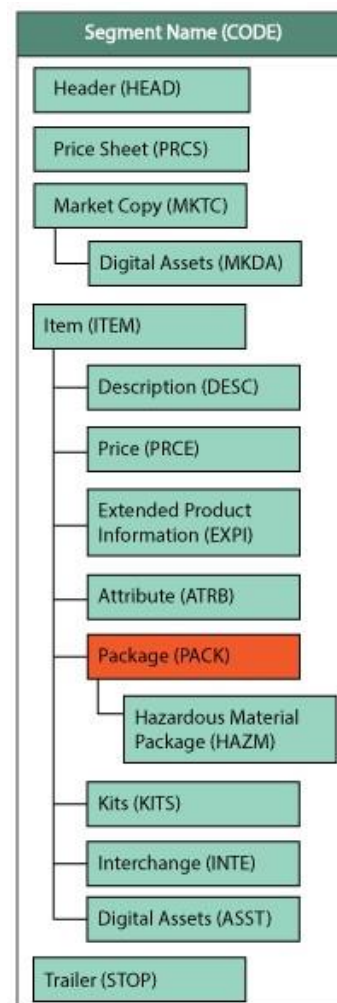 Segment Name (CODE)
Header (HEAD)
Price Sheet (PRCS)
Market Copy (MKTC)
Digital Assets (MKDA)
Item (ITEM)
Description (DESC)
Price (PRCE)
Extended Product
Information (EXPI)
Attribute (ATRB)
Package (PACK)
Hazardous Material
Package (HAZM)
Kits (KITS)
Interchange (INTE)
Digital Assets (ASST)
Trailer (STOP)